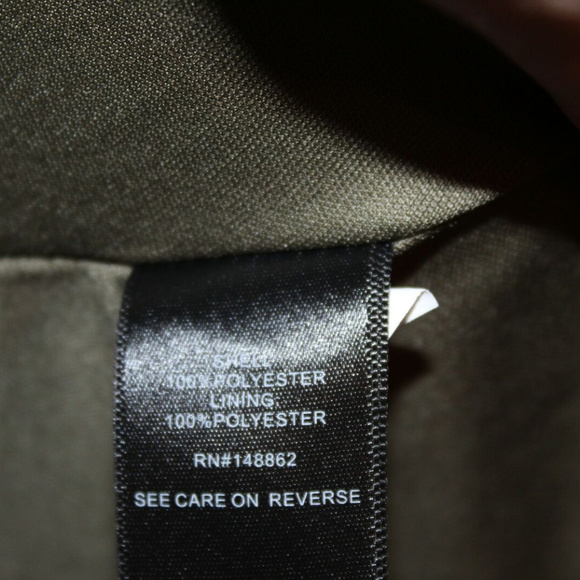 SHELL
100% POLYESTER
LINING
100%POLYESTER
RN#148862
SEE CARE ON REVERSE